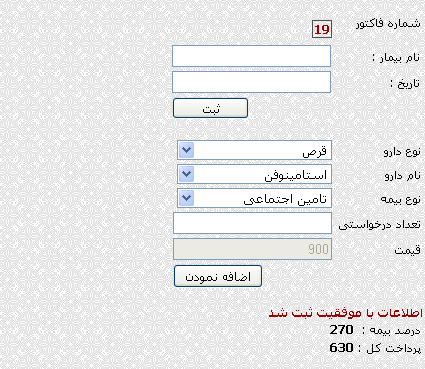 شماره فاکتور 19
نام بیمار :
تاریخ :
ثبت
نوع دارو قرص
نام دارو استامینوفن
نوع بیمه تامین اجتماعی
تعداد درخواستی
قیمت 900
اضافه نمودن
اطلاعات با موفقیت ثبت شد
درصد بیمه : 270
پرداخت کل : 630